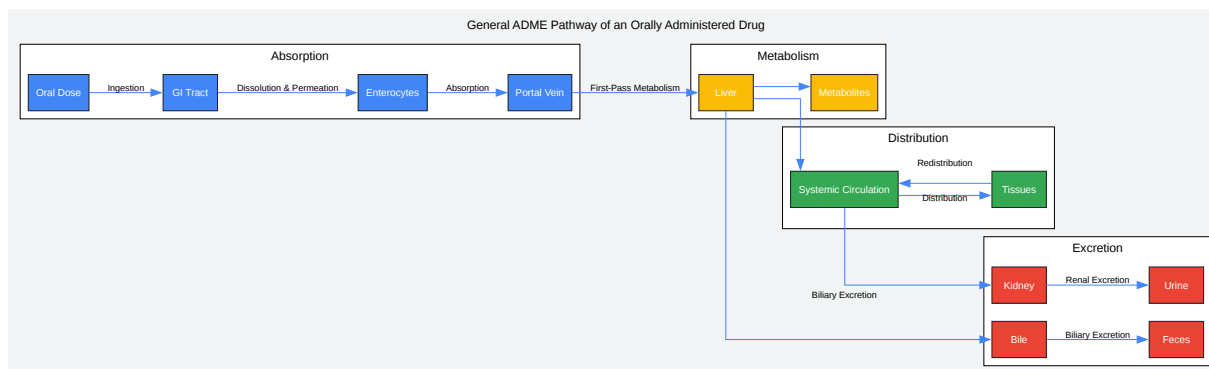 General ADME Pathway of an Orally Administered Drug
Absorption
Oral Dose
Ingestion
GI Tract
Dissolution & Permeation
Enterocytes
Absorption
Portal Vein
First-Pass Metabolism
Metabolism
Liver
Metabolites
Distribution
Redistribution
Systemic Circulation
Distribution
Tissues
Excretion
Kidney
Renal Excretion
Urine
Biliary Excretion
Bile
Biliary Excretion
Feces